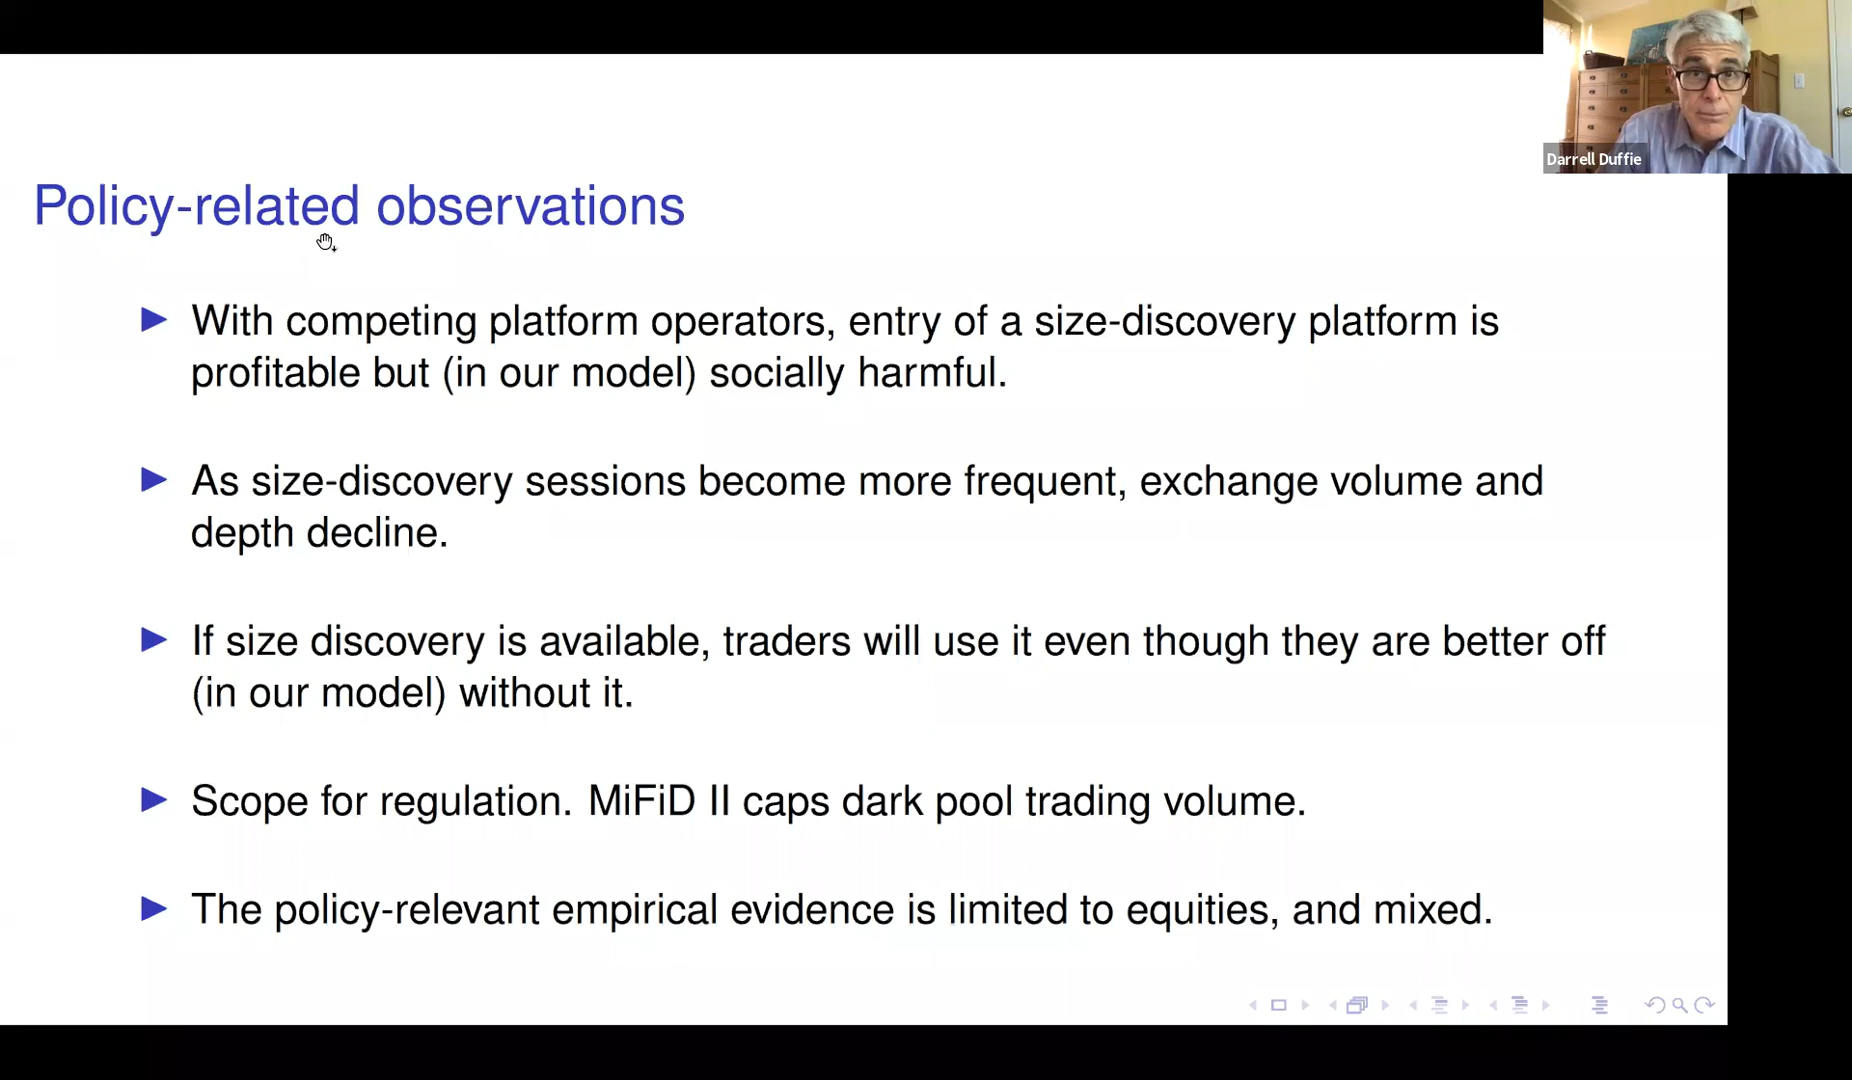 Darrell Duffie
Policy-related observations
With competing platform operators, entry of a size-discovery platform is
profitable but (in our model) socially harmful.
As size-discovery sessions become more frequent, exchange volume and
depth decline.
If size discovery is available, traders will use it even though they are better off
(in our model) without it.
Scope for regulation. MiFiD II caps dark pool trading volume.
The policy-relevant empirical evidence is limited to equities, and mixed.